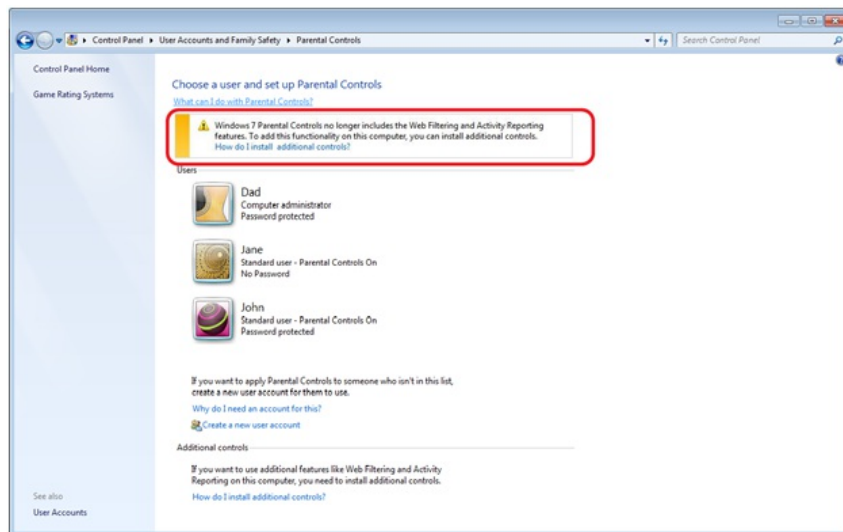 Control Panel ▸ User Accounts and Family Safety ▸ Parental Controls
Search Control Panel
Control Panel Home
Game Rating Systems
Choose a user and set up Parental Controls
What can I do with Parental Controls?
Windows 7 Parental Controls no longer includes the Web Filtering and Activity Reporting
features. To add this functionality on this computer, you can install additional controls.
How do I install additional controls?
Users
Dad
Computer administrator
Password protected
Jane
Standard user - Parental Controls On
No Password
John
Standard user - Parental Controls On
Password protected
If you want to apply Parental Controls to someone who isn't in this list,
create a new user account for them to use.
Why do I need an account for this?
Create a new user account
Additional controls
If you want to use additional features like Web Filtering and Activity
Reporting on this computer, you need to install additional controls.
How do I install additional controls?
See also
User Accounts